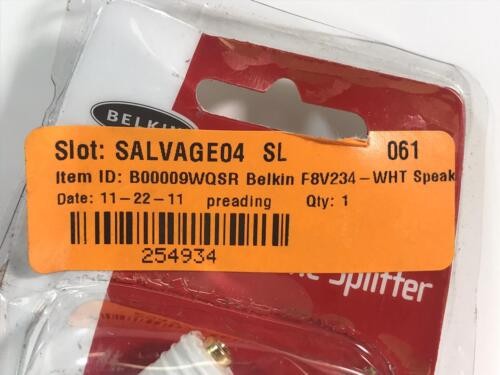 BELKIN
Slot: SALVAGE04 SL 061
Item ID: B00009WQSR Belkin F8V234-WHT Speak
Date: 11-22-11 preading Qty: 1
254934
Splitter